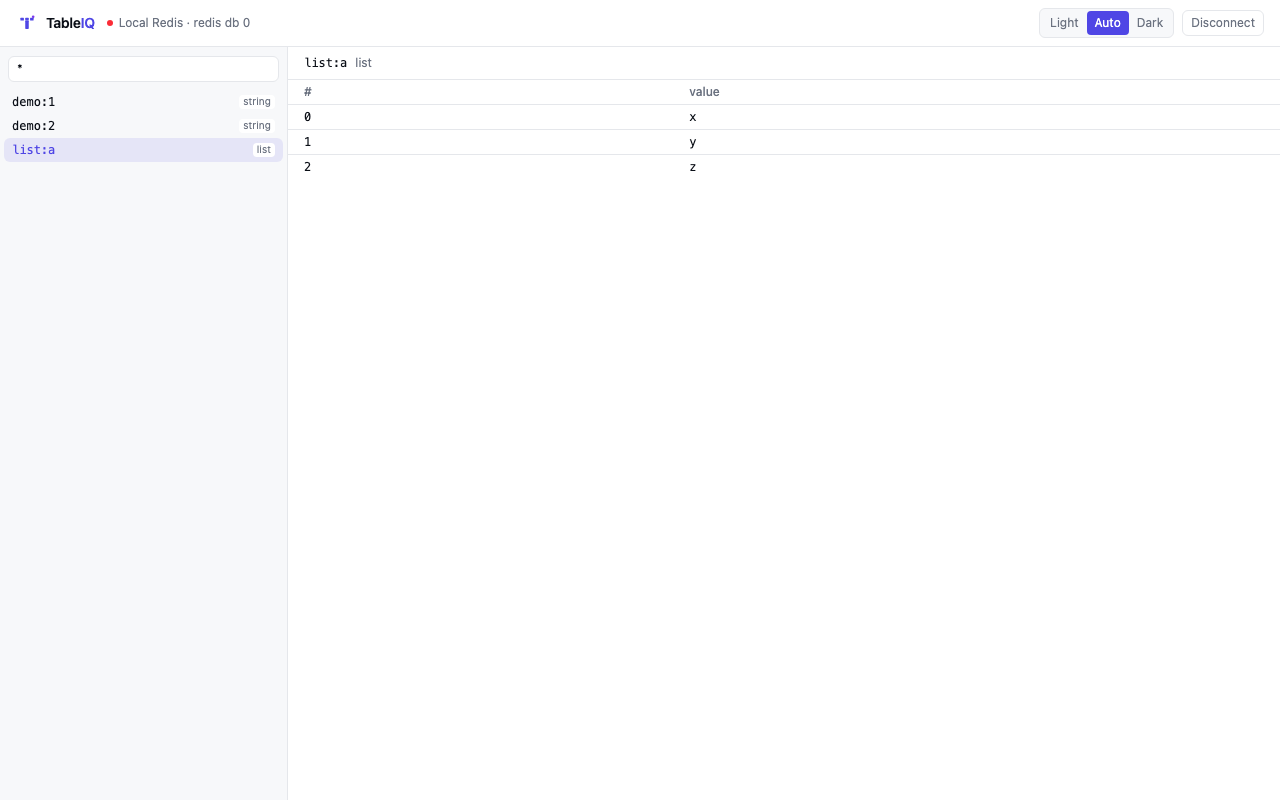 TableIQ Local Redis · redis db 0 Light Auto Dark Disconnect
*
demo:1 string
demo:2 string
list:a list
list:a list
# value
0 x
1 y
2 z